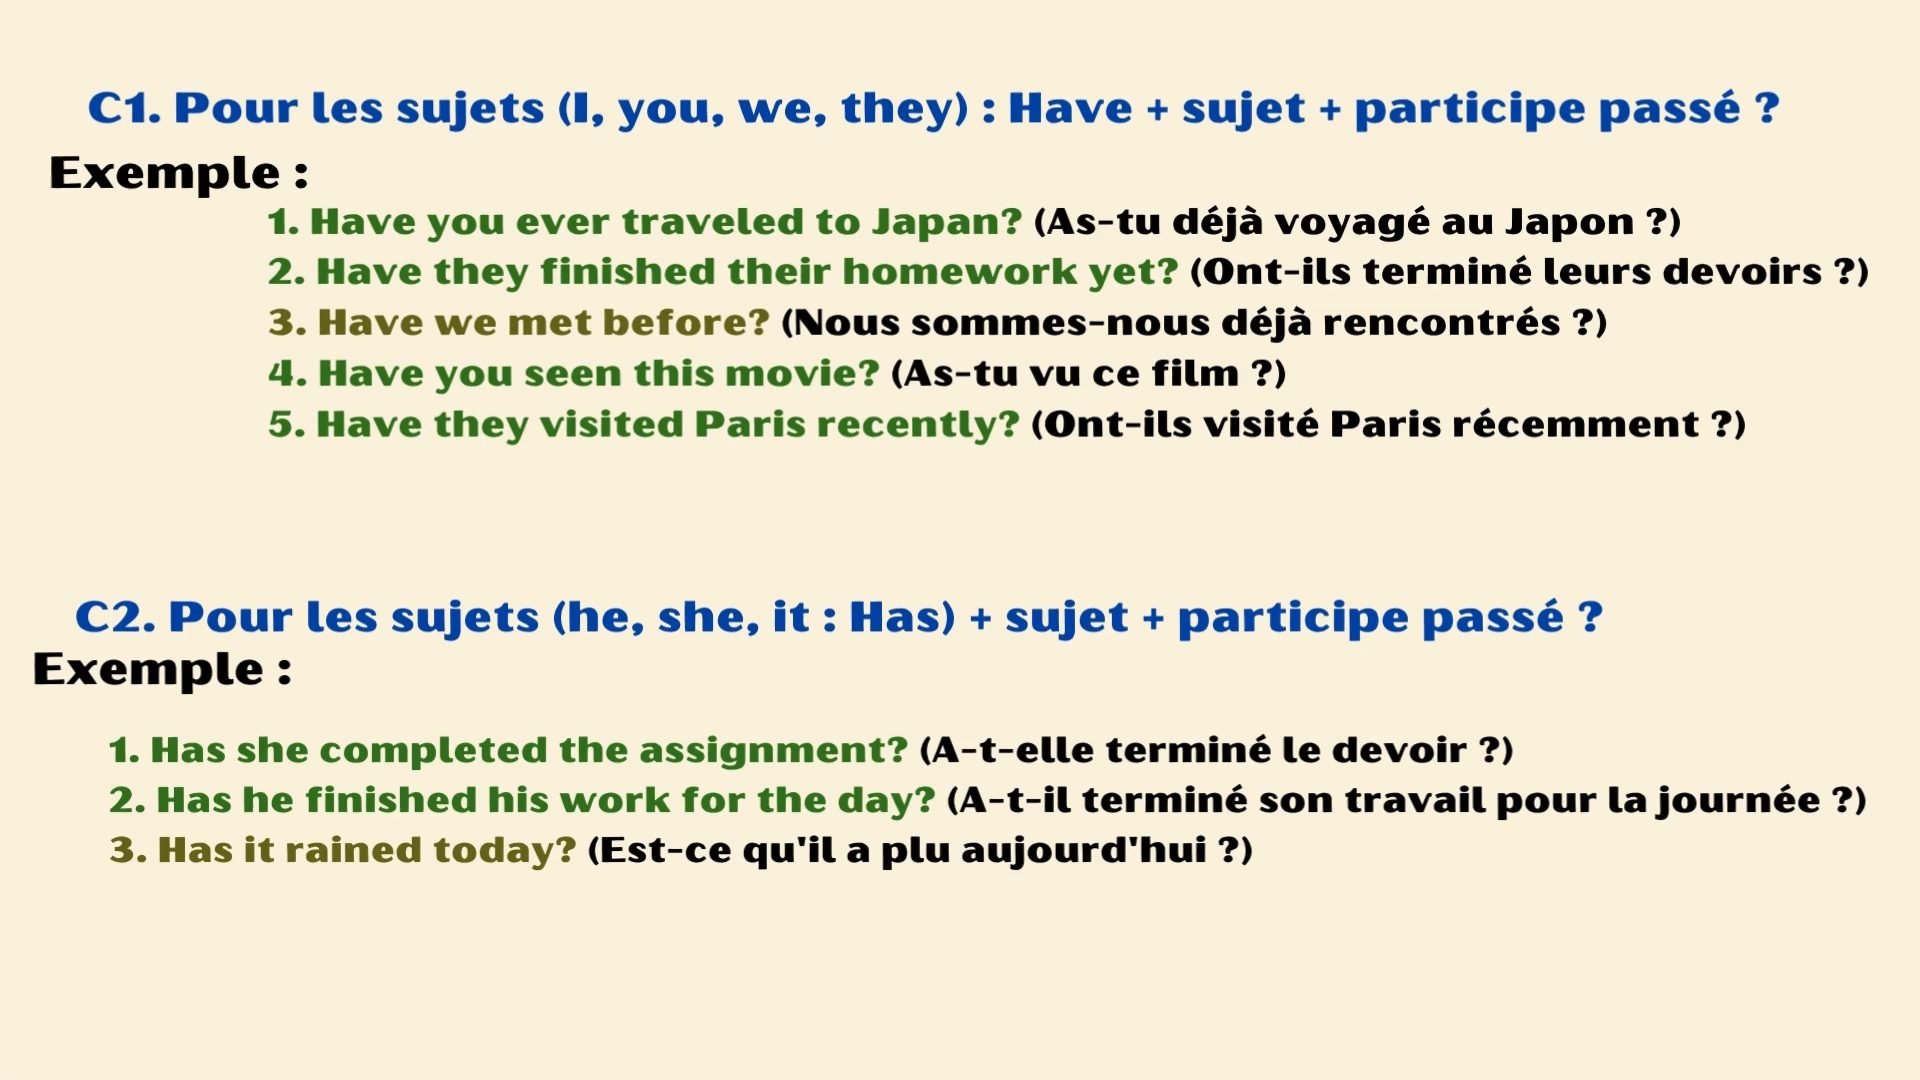 C1. Pour les sujets (I, you, we, they) : Have + sujet + participe passé ?
Exemple :
1. Have you ever traveled to Japan? (As-tu déjà voyagé au Japon ?)
2. Have they finished their homework yet? (Ont-ils terminé leurs devoirs ?)
3. Have we met before? (Nous sommes-nous déjà rencontrés ?)
4. Have you seen this movie? (As-tu vu ce film ?)
5. Have they visited Paris recently? (Ont-ils visité Paris récemment ?)
C2. Pour les sujets (he, she, it : Has) + sujet + participe passé ?
Exemple :
1. Has she completed the assignment? (A-t-elle terminé le devoir ?)
2. Has he finished his work for the day? (A-t-il terminé son travail pour la journée ?)
3. Has it rained today? (Est-ce qu'il a plu aujourd'hui ?)